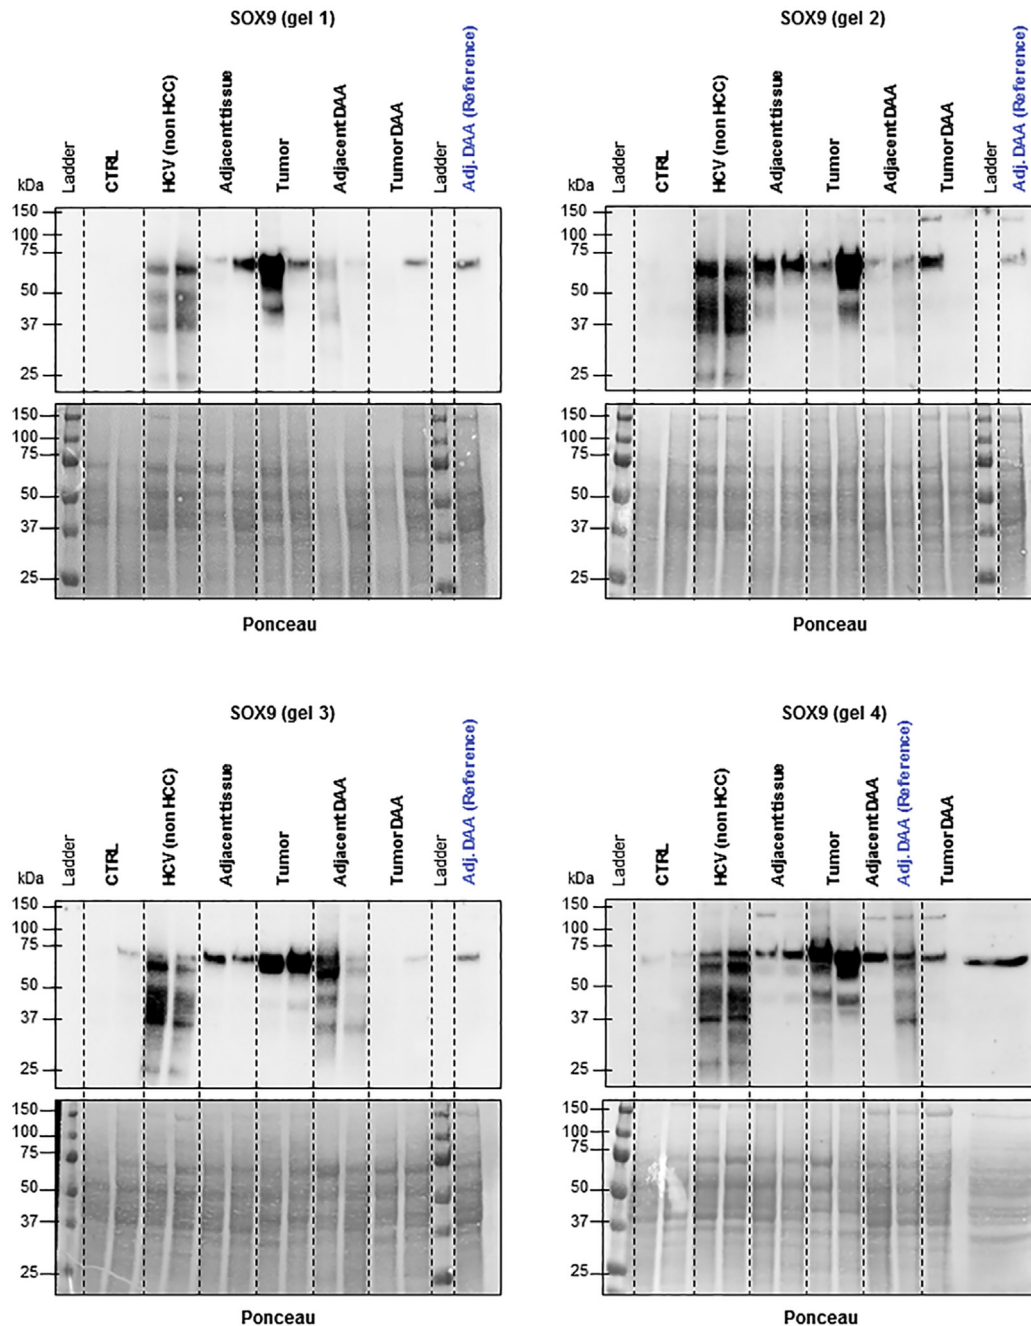 SOX9 (gel 1)
kDa
Ladder
CTRL
HCV (non HCC)
Adjacent tissue
Tumor
Adjacent DAA
Tumor DAA
Ladder
Adj. DAA (Reference)
150
100
75
50
37
25
150
100
75
50
37
25
Ponceau
SOX9 (gel 2)
kDa
Ladder
CTRL
HCV (non HCC)
Adjacent tissue
Tumor
Adjacent DAA
Tumor DAA
Ladder
Adj. DAA (Reference)
150
100
75
50
37
25
150
100
75
50
37
25
Ponceau
SOX9 (gel 3)
kDa
Ladder
CTRL
HCV (non HCC)
Adjacent tissue
Tumor
Adjacent DAA
Tumor DAA
Ladder
Adj. DAA (Reference)
150
100
75
50
37
25
150
100
75
50
37
25
Ponceau
SOX9 (gel 4)
kDa
Ladder
CTRL
HCV (non HCC)
Adjacent tissue
Tumor
Adjacent DAA
Adj. DAA (Reference)
Tumor DAA
150
100
75
50
37
25
150
100
75
50
37
25
Ponceau